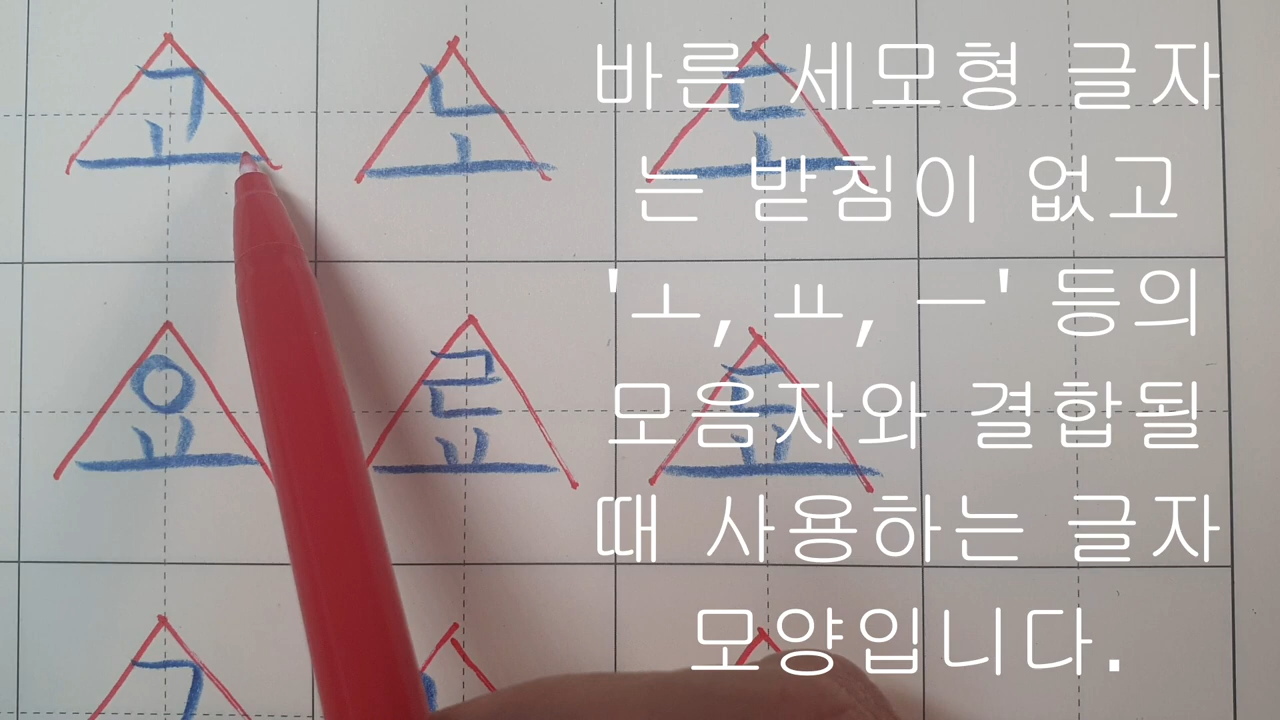 고 노 도
요 료 됴
바른 세모형 글자
는 받침이 없고
'ㅗ, ㅛ, ㅡ' 등의
모음자와 결합될
때 사용하는 글자
모양입니다.